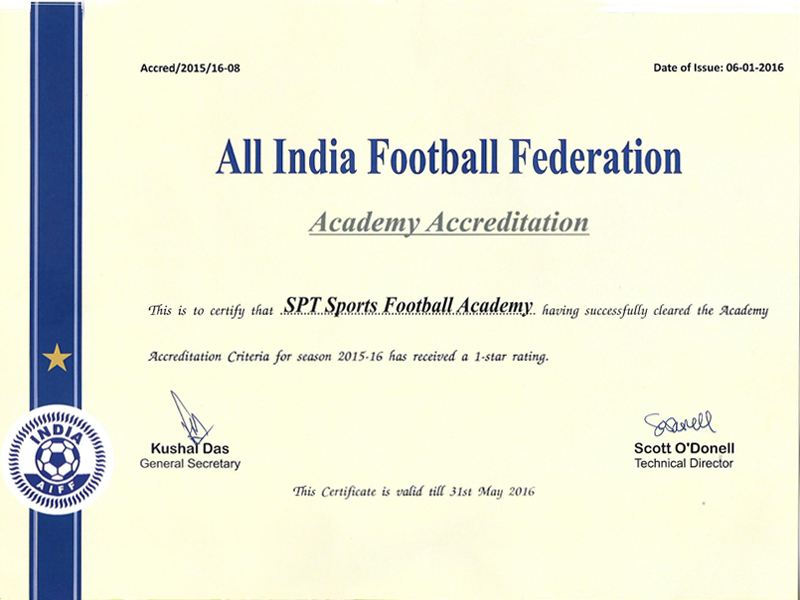 Accred/2015/16-08
Date of Issue: 06-01-2016
All India Football Federation
Academy Accreditation
This is to certify that SPT Sports Football Academy having successfully cleared the Academy
Accreditation Criteria for season 2015-16 has received a 1-star rating.
Kushal Das
General Secretary
Scott O'Donell
Technical Director
INDIA
AIFF
This Certificate is valid till 31st May 2016